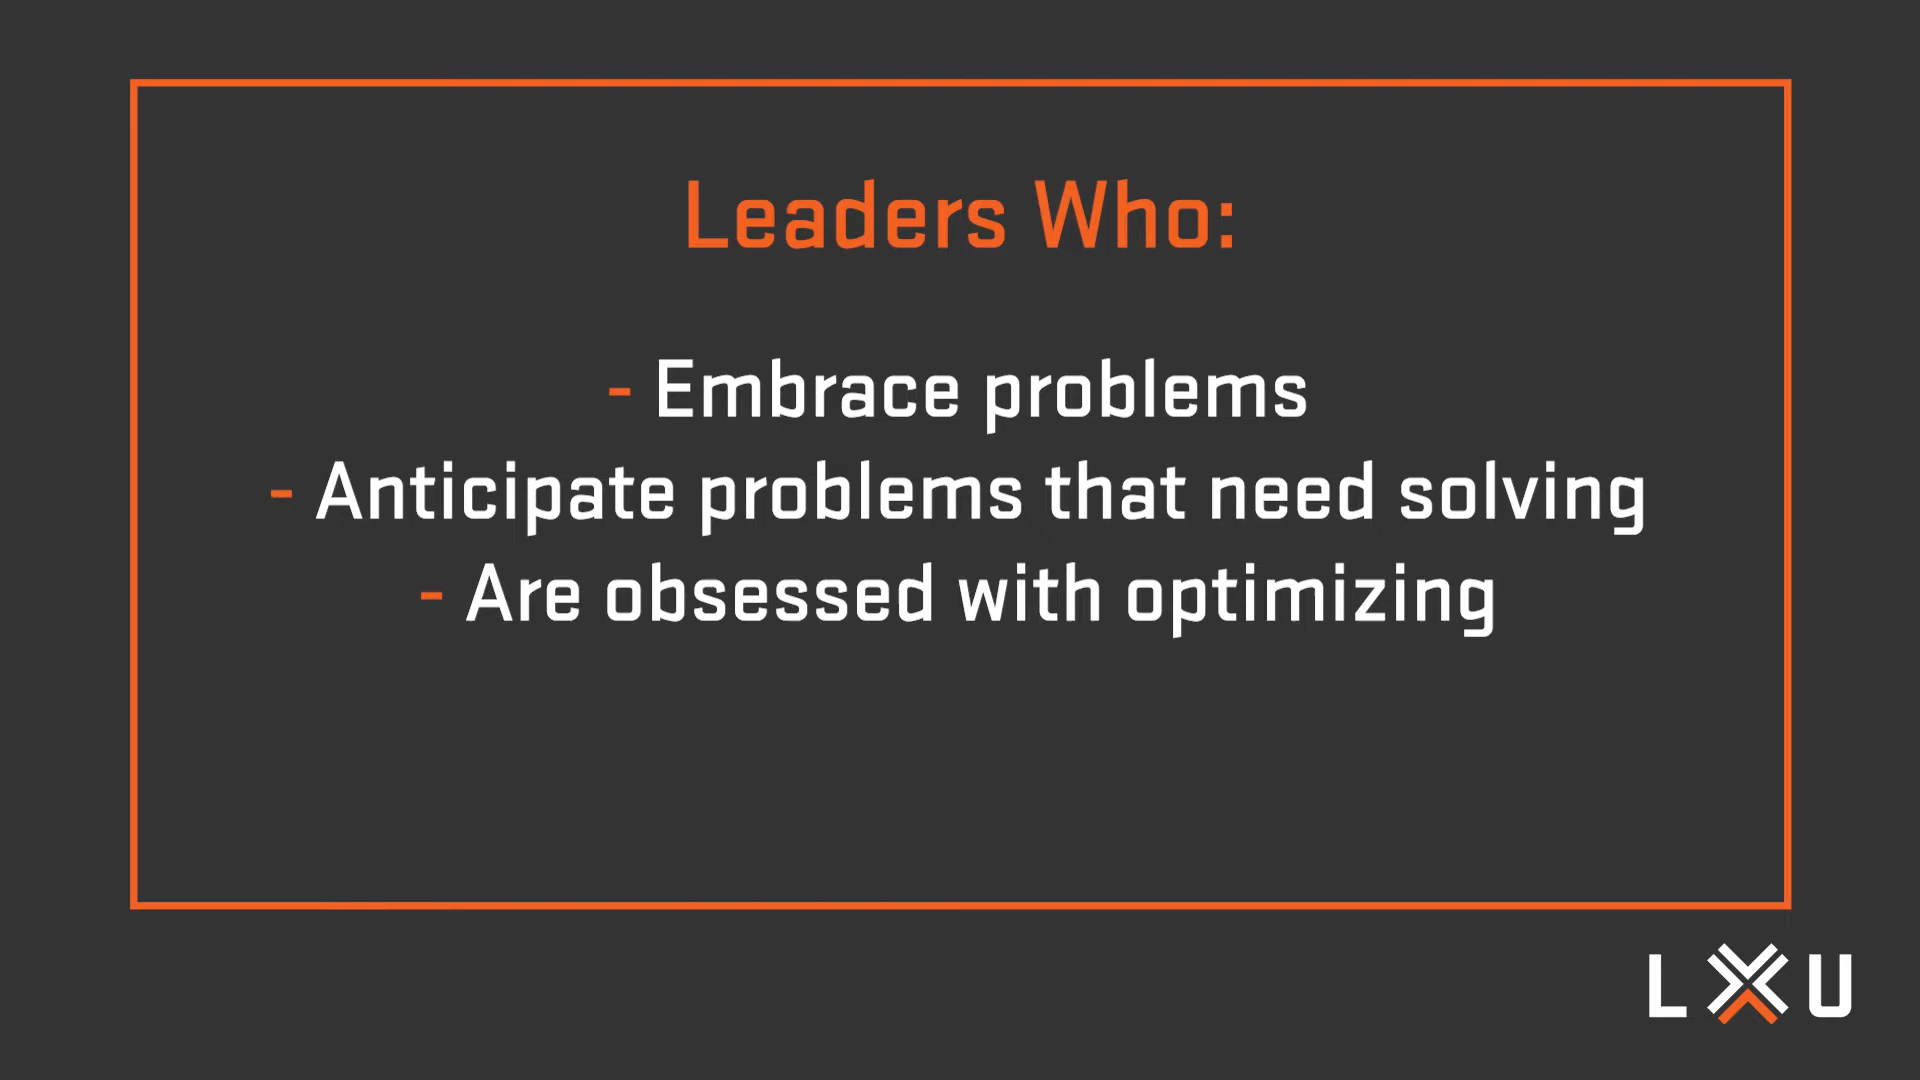 Leaders Who:
- Embrace problems
- Anticipate problems that need solving
- Are obsessed with optimizing
LXU